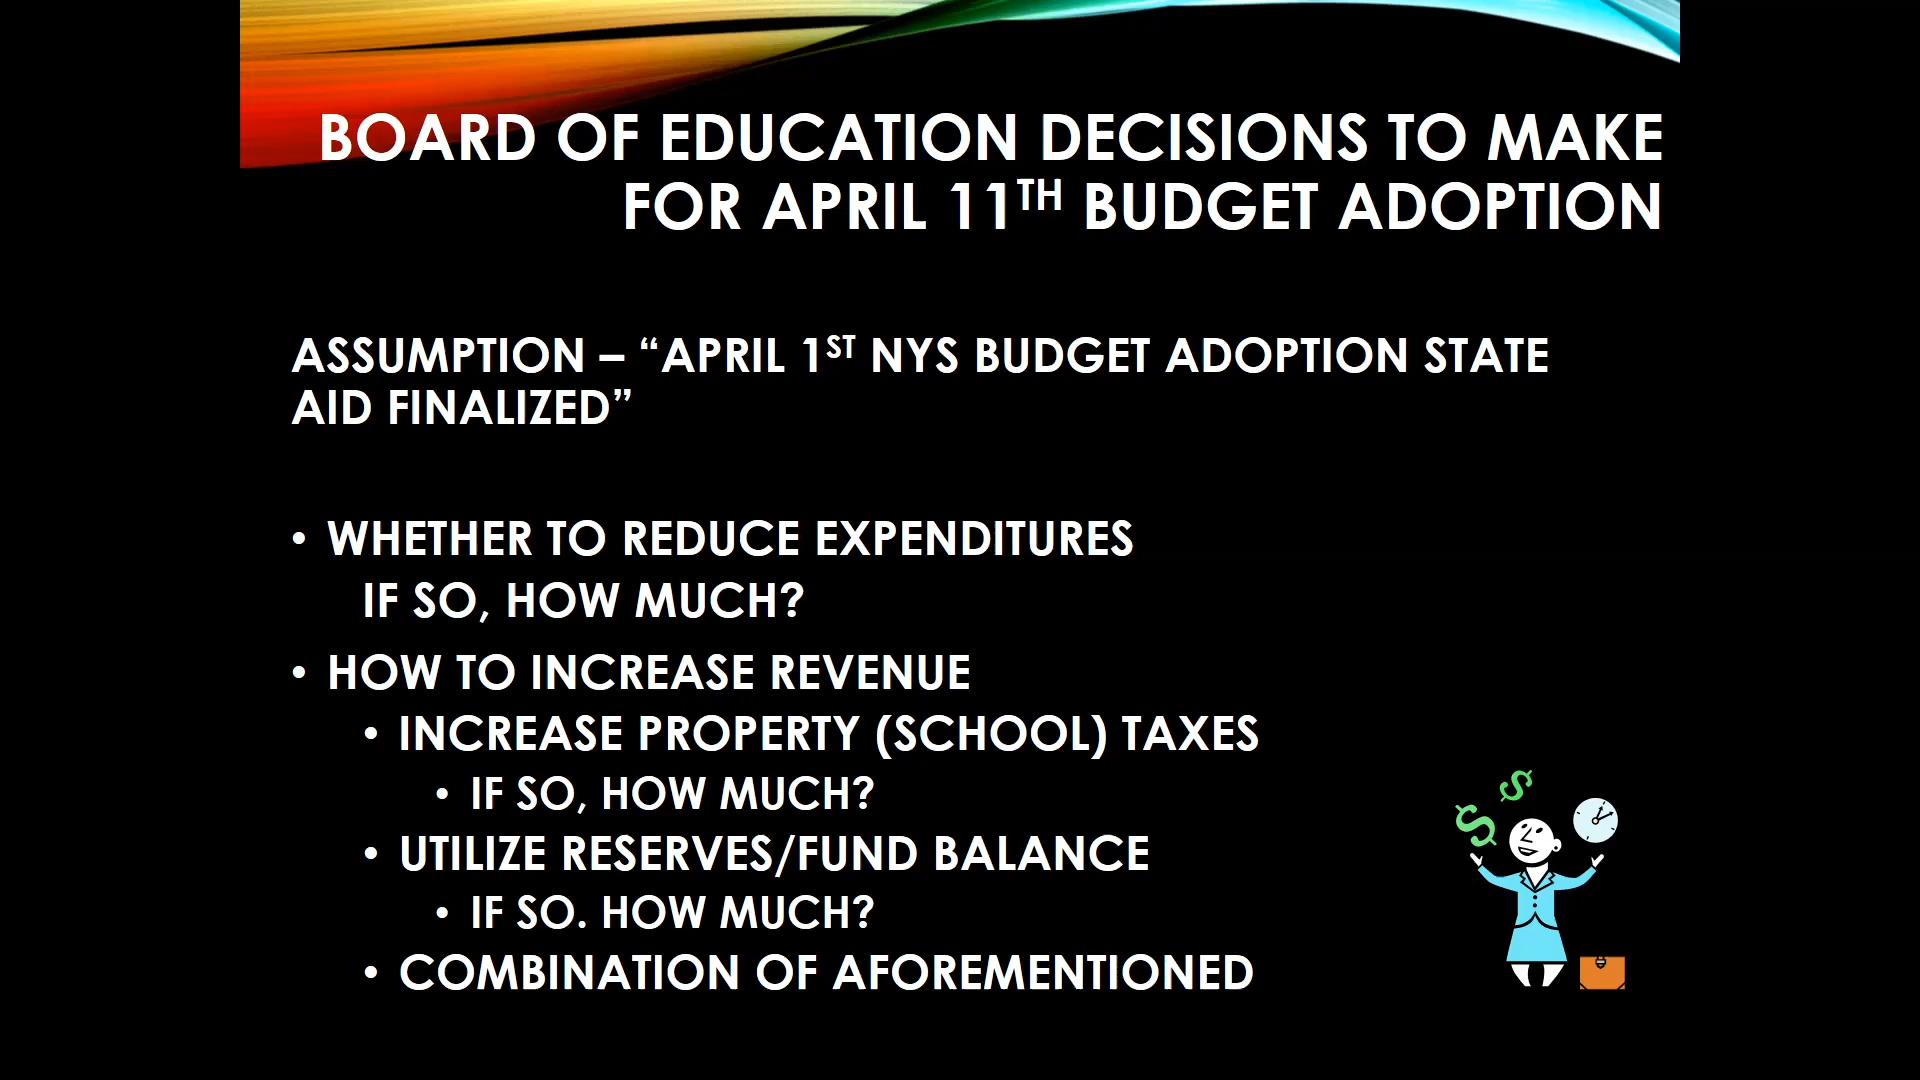 BOARD OF EDUCATION DECISIONS TO MAKE
FOR APRIL 11TH BUDGET ADOPTION
ASSUMPTION – “APRIL 1ST NYS BUDGET ADOPTION STATE
AID FINALIZED”
• WHETHER TO REDUCE EXPENDITURES
IF SO, HOW MUCH?
• HOW TO INCREASE REVENUE
• INCREASE PROPERTY (SCHOOL) TAXES
• IF SO, HOW MUCH?
• UTILIZE RESERVES/FUND BALANCE
• IF SO. HOW MUCH?
• COMBINATION OF AFOREMENTIONED
$ $